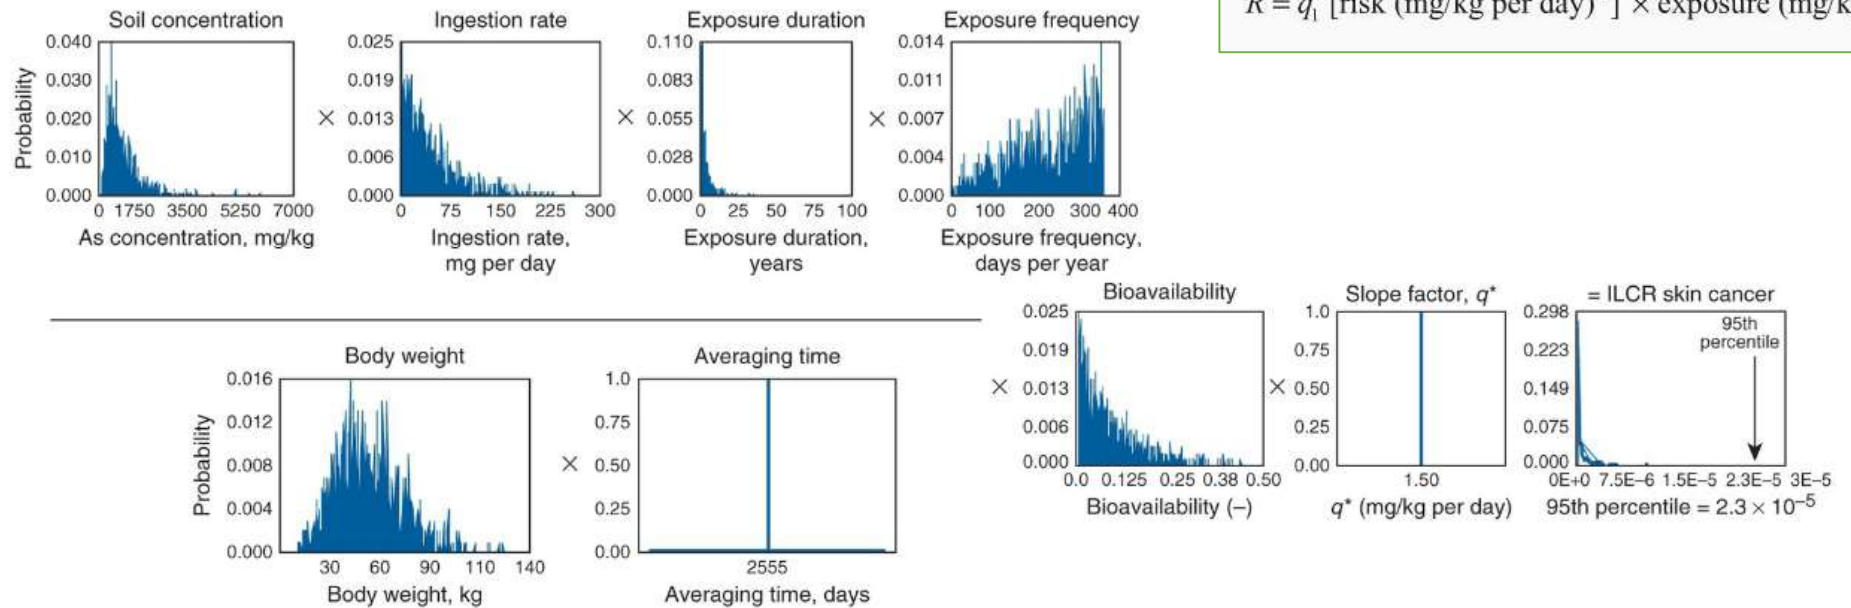 R = q₁ [risk (mg/kg per day) ] × exposure (mg/k
Soil concentration
Ingestion rate
Exposure duration
Exposure frequency
Probability
0.040
0.030
0.020
0.010
0.000
0 1750 3500 5250 7000
As concentration, mg/kg
×
0.025
0.019
0.013
0.006
0.000
0 75 150 225 300
Ingestion rate,
mg per day
×
0.110
0.083
0.055
0.028
0.000
0 25 50 75 100
Exposure duration,
years
×
0.014
0.011
0.007
0.004
0.000
0 100 200 300 400
Exposure frequency,
days per year
Body weight
Probability
0.016
0.012
0.008
0.004
0.000
30 60 90 110 140
Body weight, kg
×
Averaging time
1.0
0.75
0.50
0.25
0.00
2555
Averaging time, days
×
Bioavailability
0.025
0.019
0.013
0.006
0.000
0.0 0.125 0.25 0.38 0.50
Bioavailability (–)
×
Slope factor, q*
1.0
0.75
0.50
0.25
0.00
1.50
q* (mg/kg per day)
= ILCR skin cancer
0.298
0.223
0.149
0.075
0.000
95th
percentile
0E+0 7.5E–6 1.5E–5 2.3E–5 3E–5
95th percentile = 2.3 × 10⁻⁵